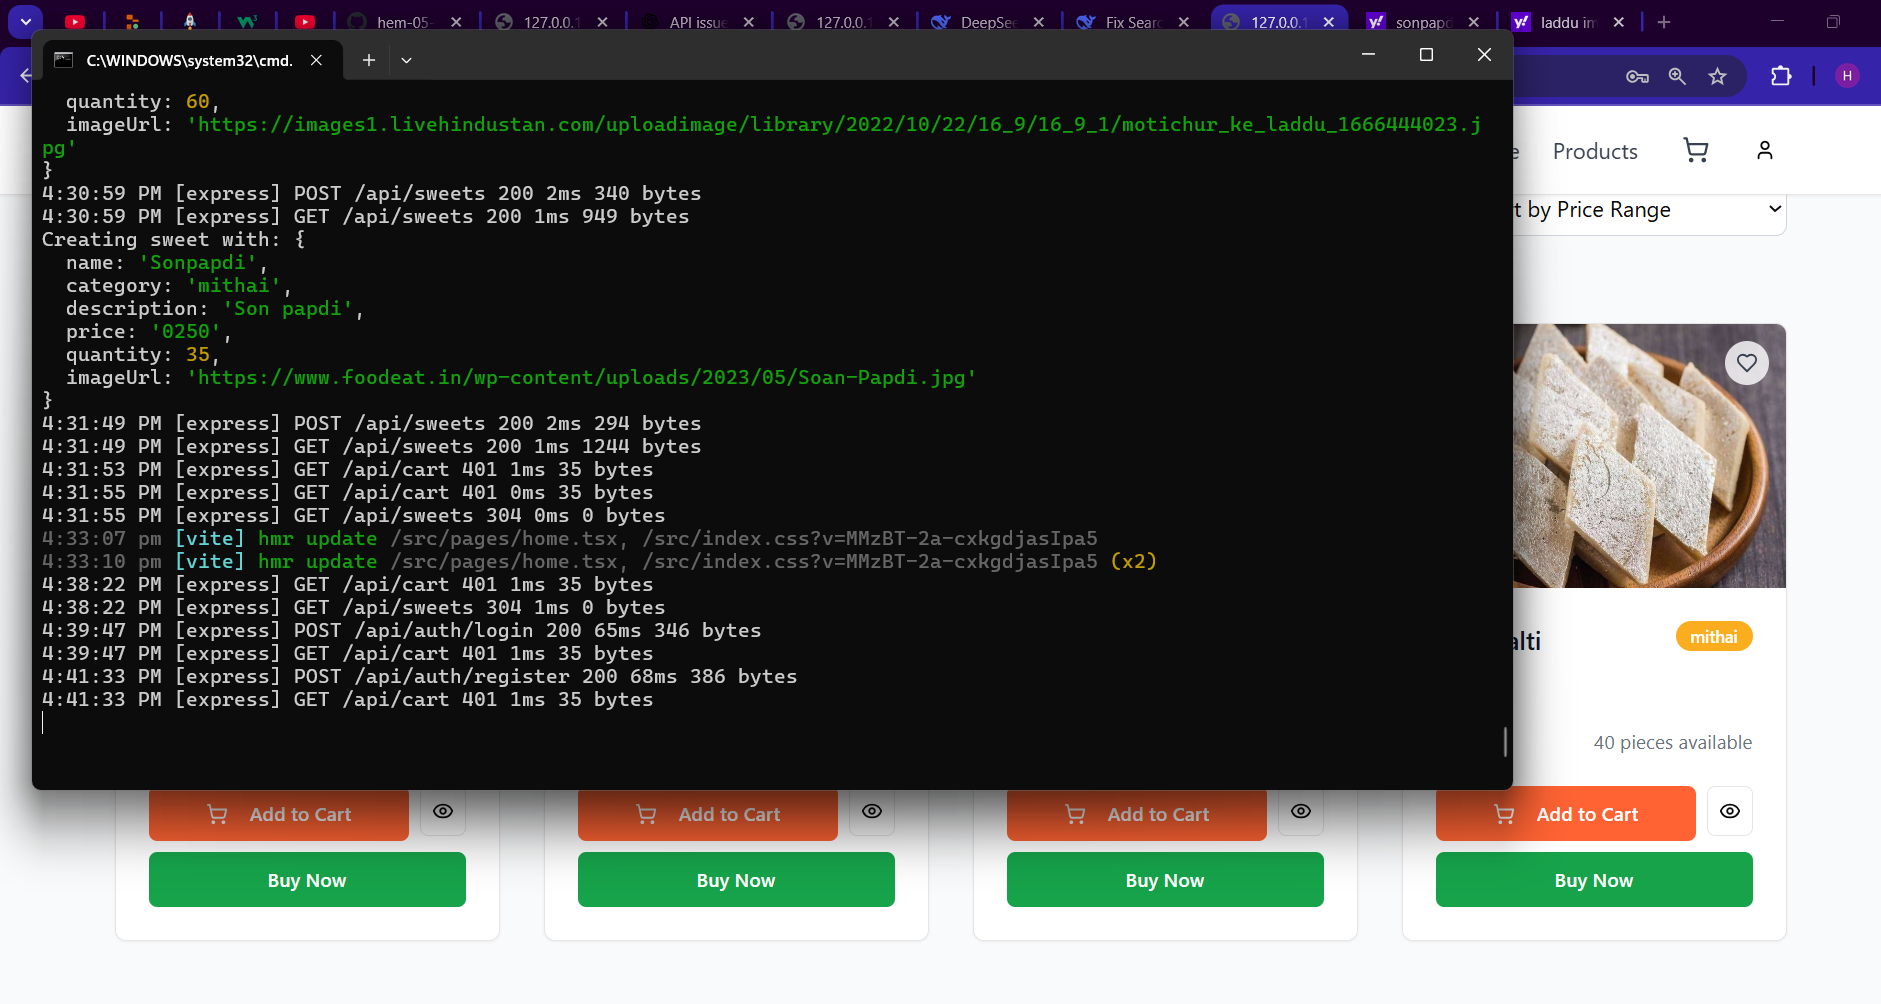 hem-05-
127.0.0.1
API issue
127.0.0.1
DeepSee
Fix Searc
127.0.0.1
sonpapd
laddu im
C:\WINDOWS\system32\cmd.
H
quantity: 60,
imageUrl: 'https://images1.livehindustan.com/uploadimage/library/2022/10/22/16_9/16_9_1/motichur_ke_laddu_1666444023.j
pg'
}
4:30:59 PM [express] POST /api/sweets 200 2ms 340 bytes
4:30:59 PM [express] GET /api/sweets 200 1ms 949 bytes
Creating sweet with: {
name: 'Sonpapdi',
category: 'mithai',
description: 'Son papdi',
price: '0250',
quantity: 35,
imageUrl: 'https://www.foodeat.in/wp-content/uploads/2023/05/Soan-Papdi.jpg'
}
4:31:49 PM [express] POST /api/sweets 200 2ms 294 bytes
4:31:49 PM [express] GET /api/sweets 200 1ms 1244 bytes
4:31:53 PM [express] GET /api/cart 401 1ms 35 bytes
4:31:55 PM [express] GET /api/cart 401 0ms 35 bytes
4:31:55 PM [express] GET /api/sweets 304 0ms 0 bytes
4:33:07 pm [vite] hmr update /src/pages/home.tsx, /src/index.css?v=MMzBT-2a-cxkgdjasIpa5
4:33:10 pm [vite] hmr update /src/pages/home.tsx, /src/index.css?v=MMzBT-2a-cxkgdjasIpa5 (x2)
4:38:22 PM [express] GET /api/cart 401 1ms 35 bytes
4:38:22 PM [express] GET /api/sweets 304 1ms 0 bytes
4:39:47 PM [express] POST /api/auth/login 200 65ms 346 bytes
4:39:47 PM [express] GET /api/cart 401 1ms 35 bytes
4:41:33 PM [express] POST /api/auth/register 200 68ms 386 bytes
4:41:33 PM [express] GET /api/cart 401 1ms 35 bytes
e Products
t by Price Range
alti mithai
40 pieces available
Add to Cart Add to Cart Add to Cart Add to Cart
Buy Now Buy Now Buy Now Buy Now